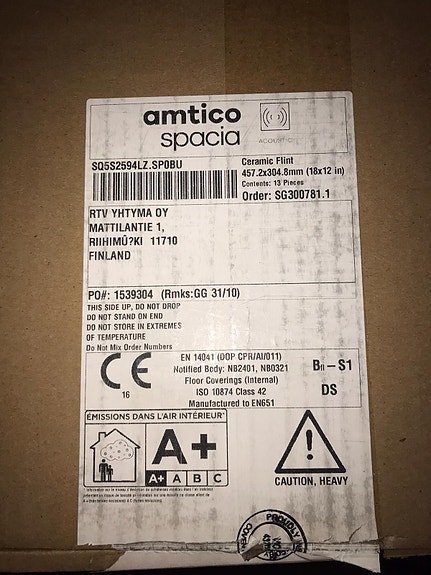 amtico
spacia
ACOUSTIC
SQ5S2594LZ.SP0BU
Ceramic Flint
457.2x304.8mm (18x12 in)
Contents: 13 Pieces
Order: SG300781.1
RTV YHTYMA OY
MATTILANTIE 1,
RIIHIMÛ?KI 11710
FINLAND
PO#: 1539304 (Rmks:GG 31/10)
THIS SIDE UP, DO NOT DROP
DO NOT STAND ON END
DO NOT STORE IN EXTREMES
OF TEMPERATURE
Do Not Mix Order Numbers
CE
16
EN 14041 (DOP CPR/AI/011)
Notified Body: NB2401, NB0321
Floor Coverings (Internal)
ISO 10874 Class 42
Manufactured to EN651
Bfl – S1
DS
ÉMISSIONS DANS L'AIR INTÉRIEUR*
A+
A+ A B C
CAUTION, HEAVY
PROUDLY